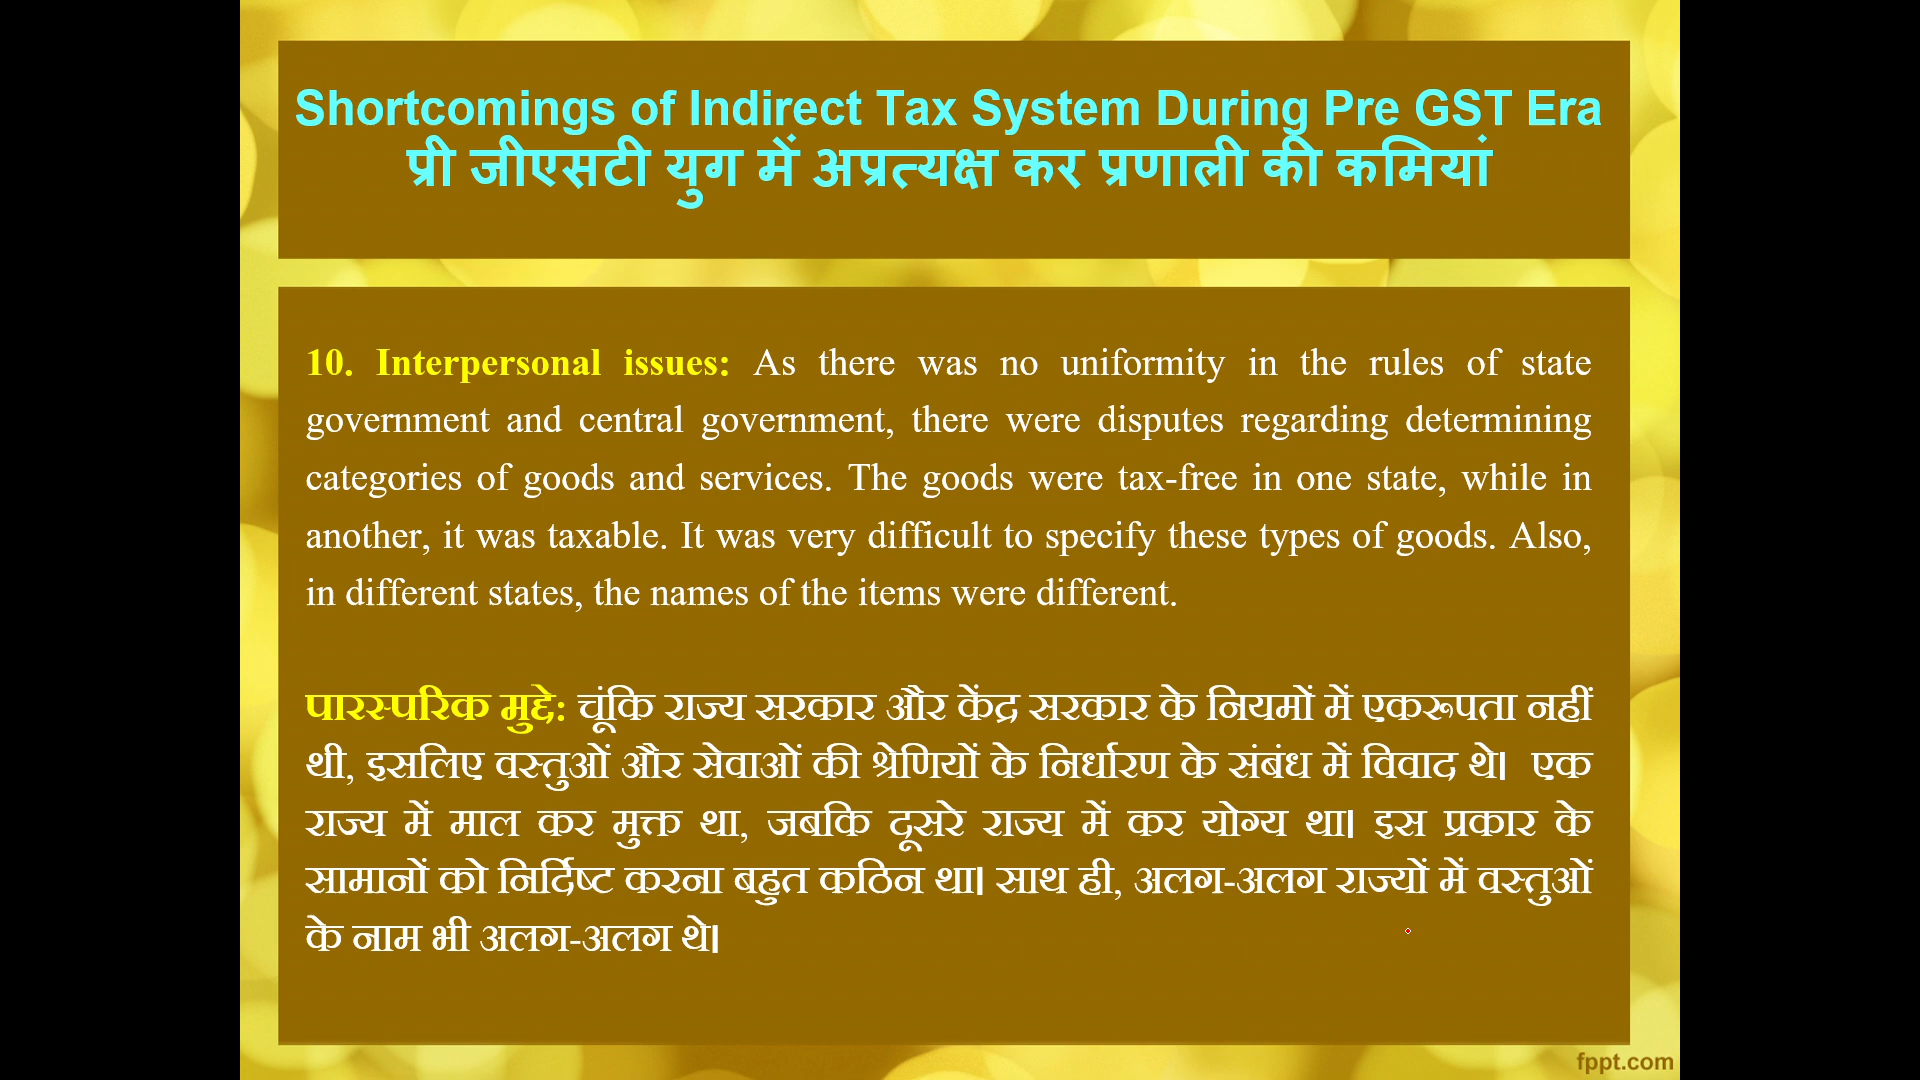 Shortcomings of Indirect Tax System During Pre GST Era
प्री जीएसटी युग में अप्रत्यक्ष कर प्रणाली की कमियां
10. Interpersonal issues: As there was no uniformity in the rules of state
government and central government, there were disputes regarding determining
categories of goods and services. The goods were tax-free in one state, while in
another, it was taxable. It was very difficult to specify these types of goods. Also,
in different states, the names of the items were different.
पारस्परिक मुद्दे: चूंकि राज्य सरकार और केंद्र सरकार के नियमों में एकरूपता नहीं
थी, इसलिए वस्तुओं और सेवाओं की श्रेणियों के निर्धारण के संबंध में विवाद थे। एक
राज्य में माल कर मुक्त था, जबकि दूसरे राज्य में कर योग्य था। इस प्रकार के
सामानों को निर्दिष्ट करना बहुत कठिन था। साथ ही, अलग-अलग राज्यों में वस्तुओं
के नाम भी अलग-अलग थे।
fppt.com